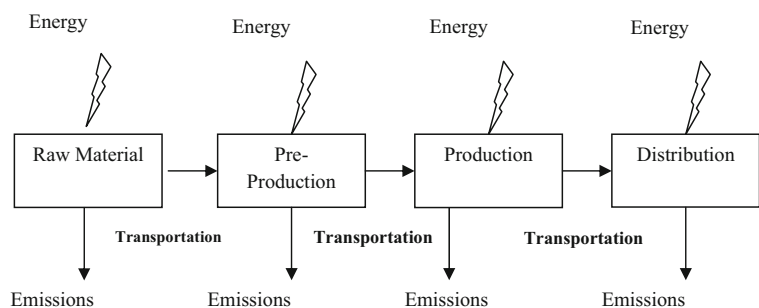 Energy
Energy
Energy
Energy
Raw Material
Pre-
Production
Production
Distribution
Transportation
Transportation
Transportation
Emissions
Emissions
Emissions
Emissions